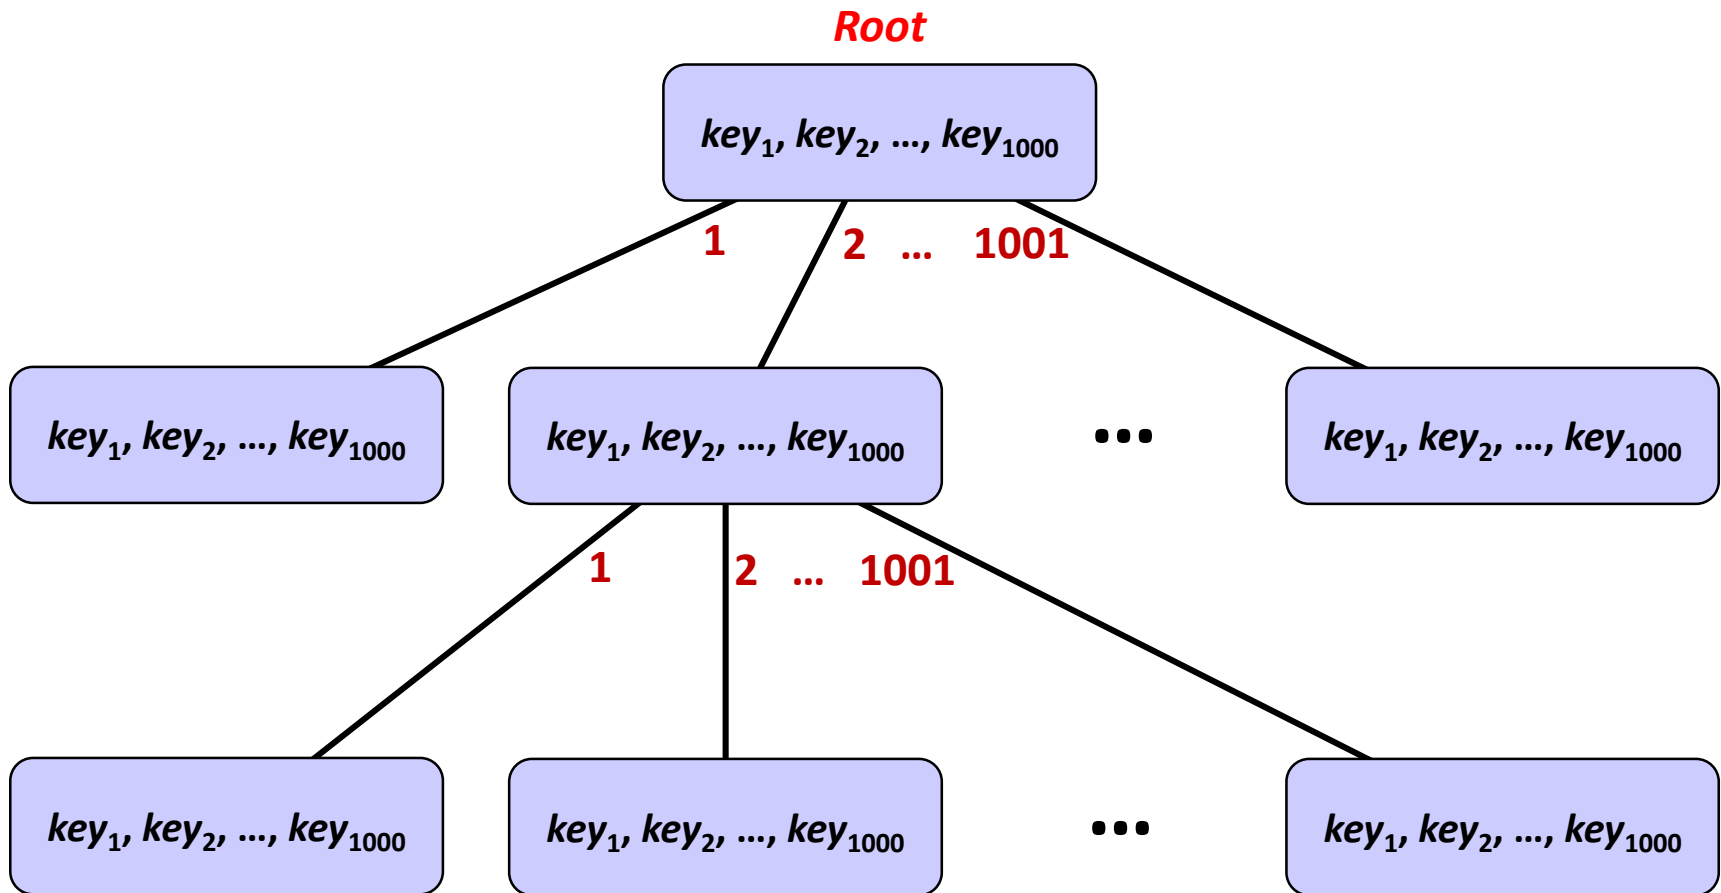 Root
key₁, key₂, ..., key₁₀₀₀
1 2 ... 1001
key₁, key₂, ..., key₁₀₀₀ key₁, key₂, ..., key₁₀₀₀ ... key₁, key₂, ..., key₁₀₀₀
1 2 ... 1001
key₁, key₂, ..., key₁₀₀₀ key₁, key₂, ..., key₁₀₀₀ ... key₁, key₂, ..., key₁₀₀₀